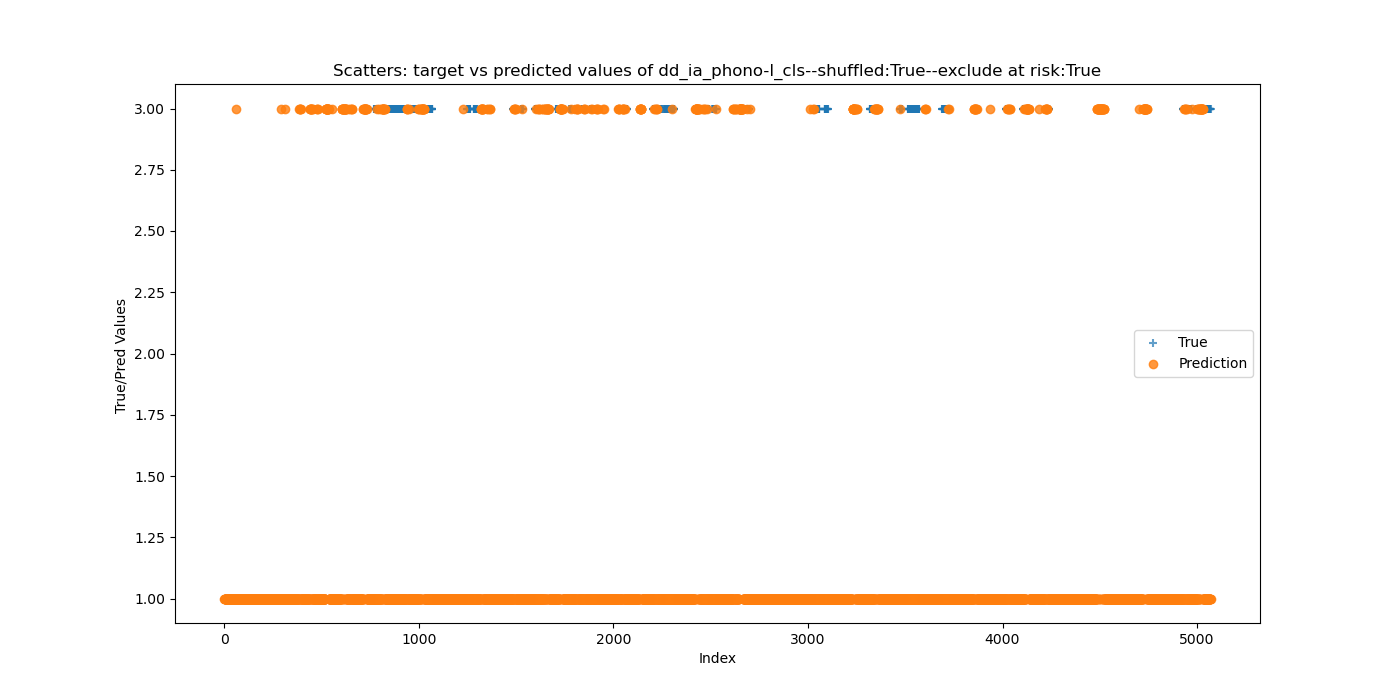 Scatters: target vs predicted values of dd_ia_phono-l_cls--shuffled:True--exclude at risk:True
3.00
2.75
2.50
2.25
2.00
1.75
1.50
1.25
1.00
True/Pred Values
True
Prediction
0 1000 2000 3000 4000 5000
Index